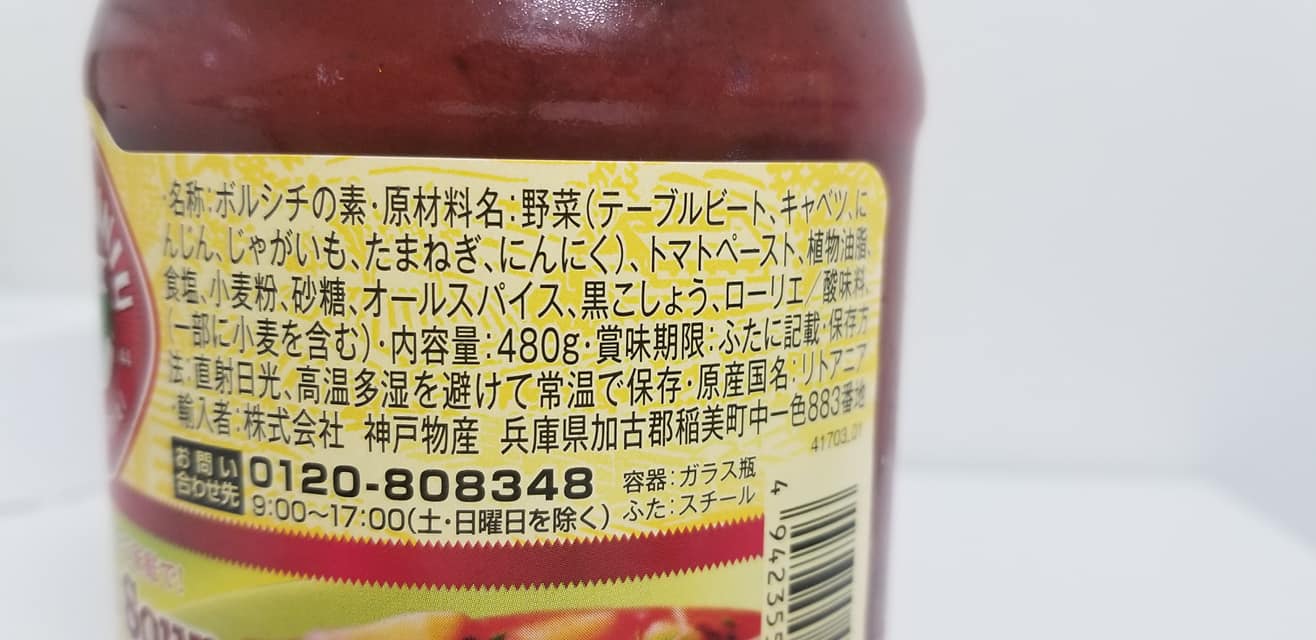 ・名称:ボルシチの素・原材料名:野菜(テーブルビート、キャベツ、に
んじん、じゃがいも、たまねぎ、にんにく)、トマトペースト、植物油脂、
食塩、小麦粉、砂糖、オールスパイス、黒こしょう、ローリエ/酸味料、
(一部に小麦を含む)・内容量:480g・賞味期限:ふたに記載・保存方
法:直射日光、高温多湿を避けて常温で保存・原産国名:リトアニア
・輸入者:株式会社 神戸物産 兵庫県加古郡稲美町中一色883番地
41703_01
お問い
合わせ先
0120-808348
9:00〜17:00(土・日曜日を除く)
容器:ガラス瓶
ふた:スチール
4 94235
Soup